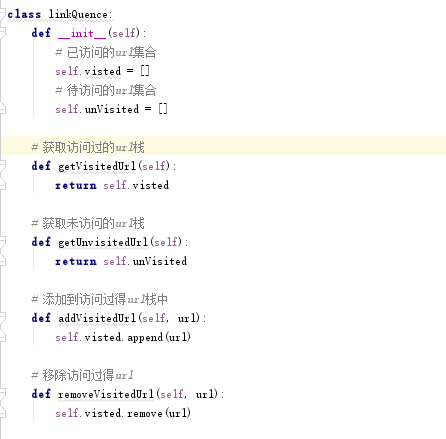 class linkQuence:
def __init__(self):
# 已访问的url集合
self.visted = []
# 待访问的url集合
self.unVisited = []
# 获取访问过的url栈
def getVisitedUrl(self):
return self.visted
# 获取未访问的url栈
def getUnvisitedUrl(self):
return self.unVisited
# 添加到访问过得url栈中
def addVisitedUrl(self, url):
self.visted.append(url)
# 移除访问过得url
def removeVisitedUrl(self, url):
self.visted.remove(url)